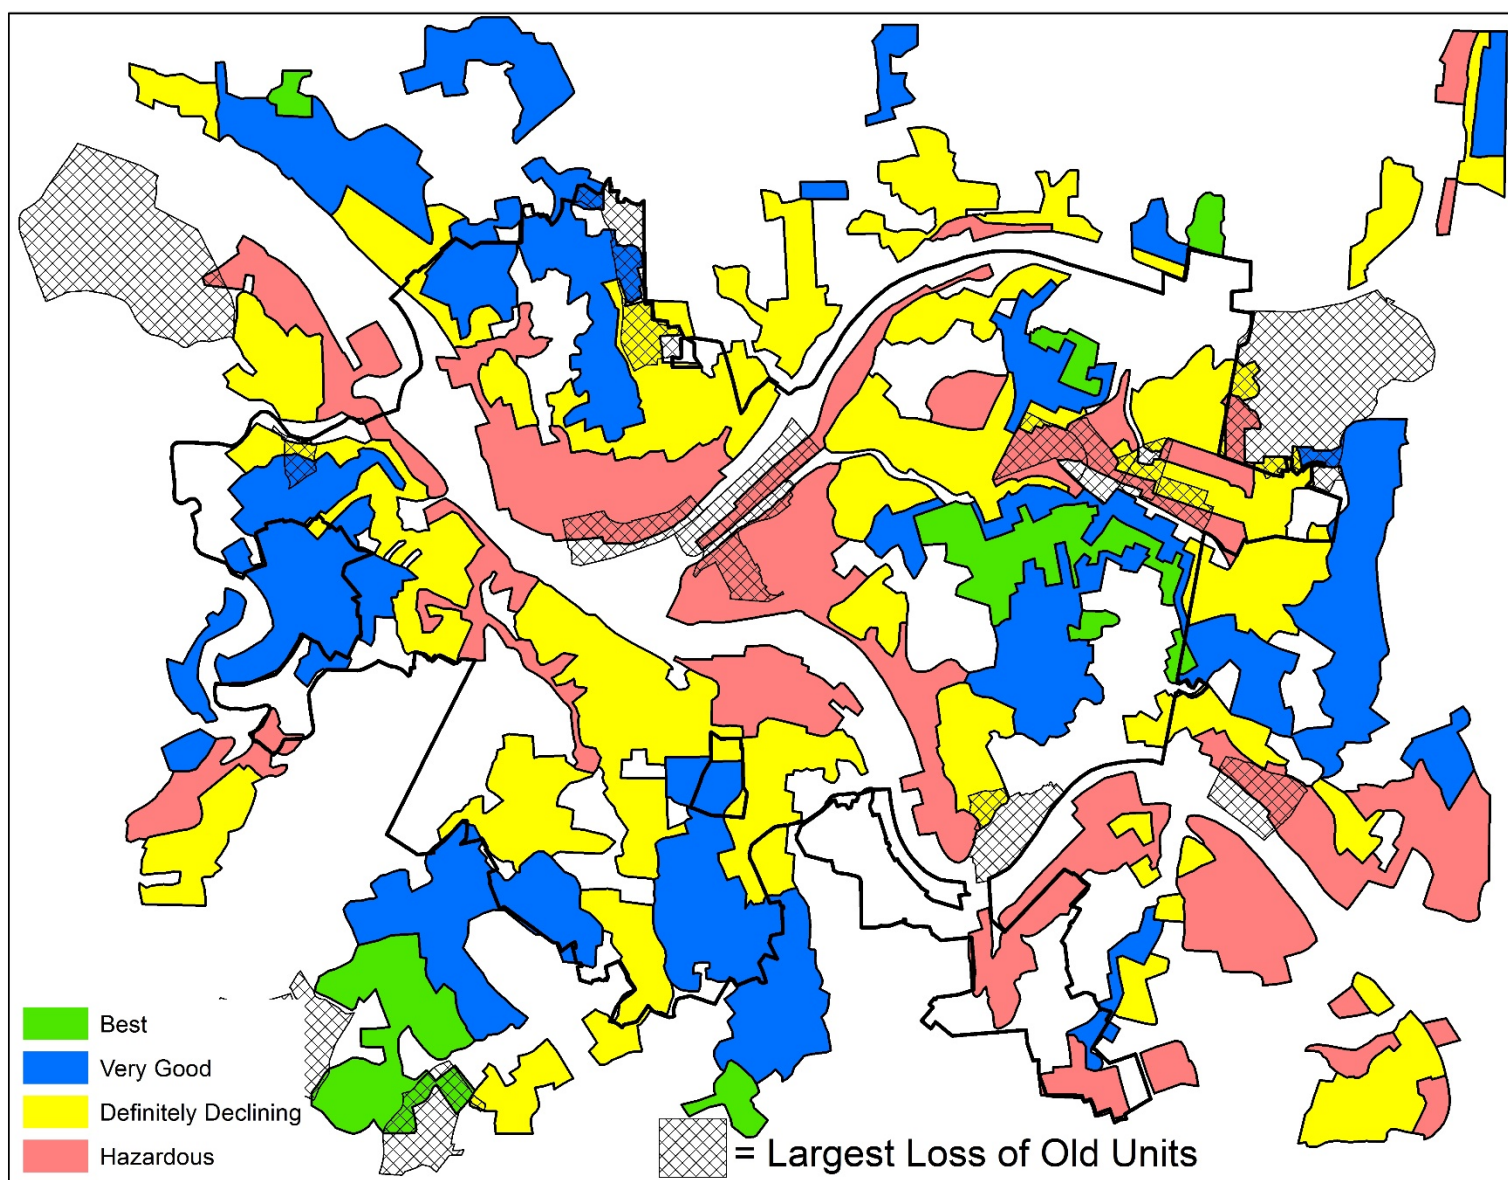 Best
Very Good
Definitely Declining
Hazardous
= Largest Loss of Old Units